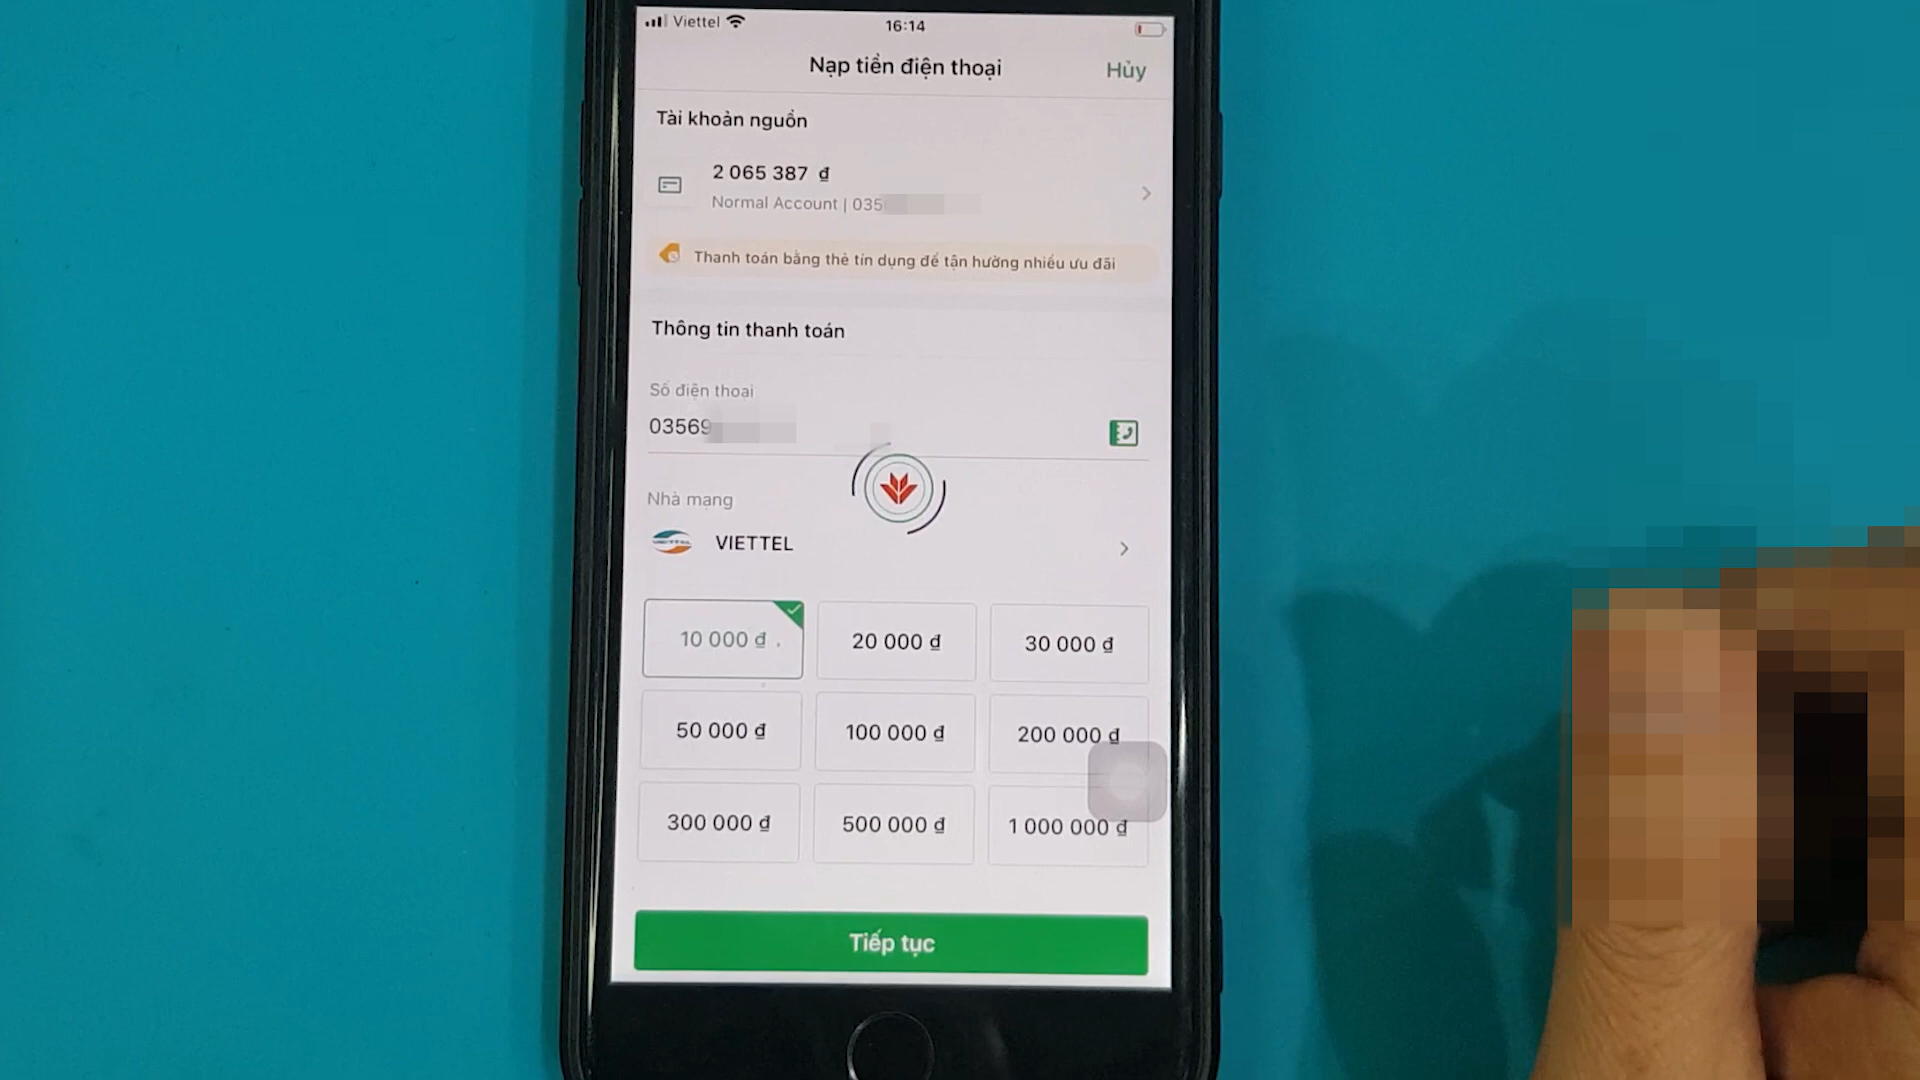 Viettel
16:14
Nạp tiền điện thoại
Hủy
Tài khoản nguồn
2 065 387 ₫
Normal Account | 035
Thanh toán bằng thẻ tín dụng để tận hưởng nhiều ưu đãi
Thông tin thanh toán
Số điện thoại
03569
Nhà mạng
VIETTEL
10 000 ₫
20 000 ₫
30 000 ₫
50 000 ₫
100 000 ₫
200 000 ₫
300 000 ₫
500 000 ₫
1 000 000 ₫
Tiếp tục